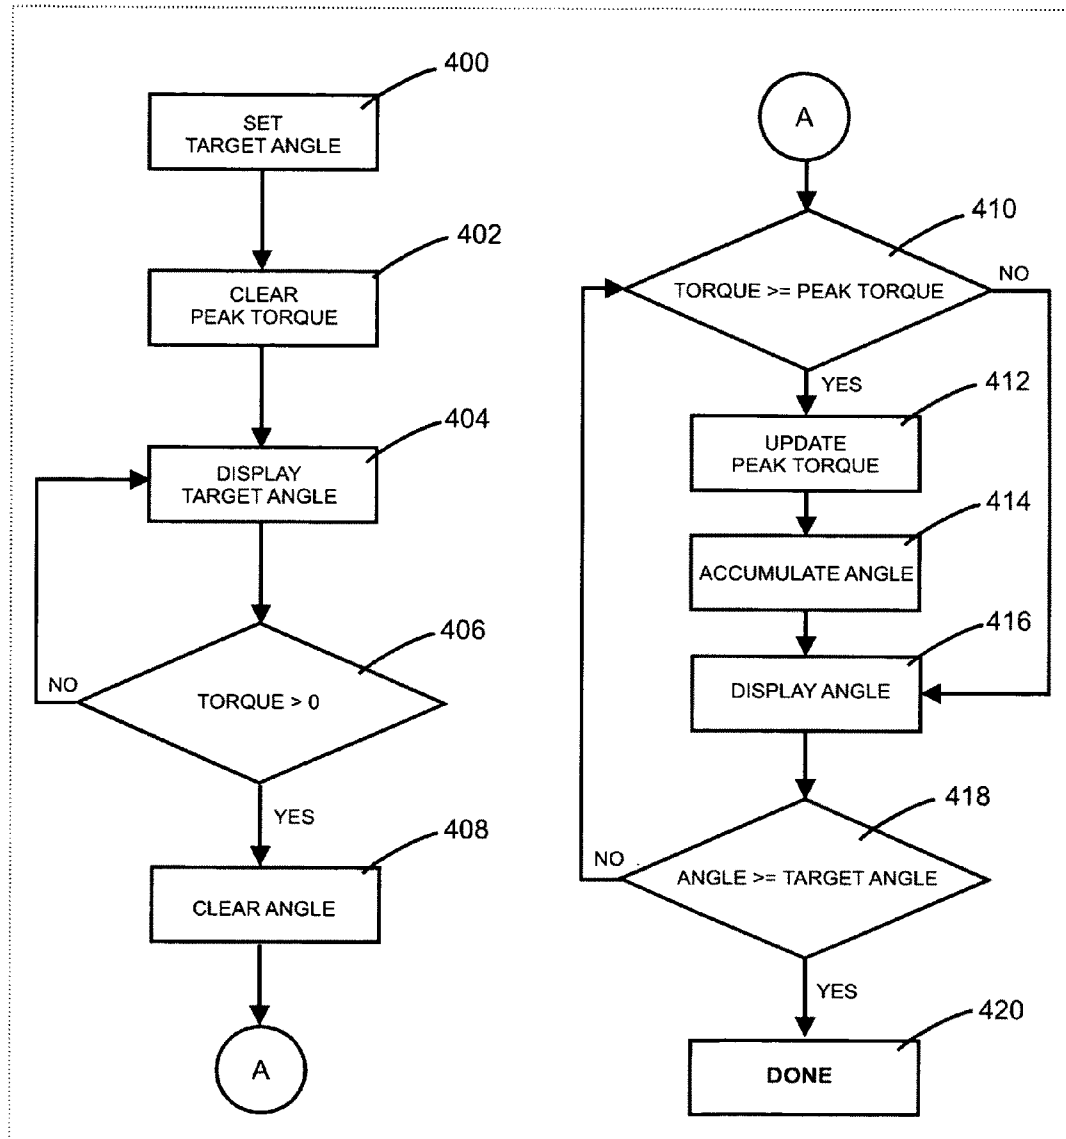 400
SET
TARGET ANGLE
402
CLEAR
PEAK TORQUE
404
DISPLAY
TARGET ANGLE
406
TORQUE > 0
NO
YES
408
CLEAR ANGLE
A
A
410
TORQUE >= PEAK TORQUE
NO
YES
412
UPDATE
PEAK TORQUE
414
ACCUMULATE ANGLE
416
DISPLAY ANGLE
418
ANGLE >= TARGET ANGLE
NO
YES
420
DONE